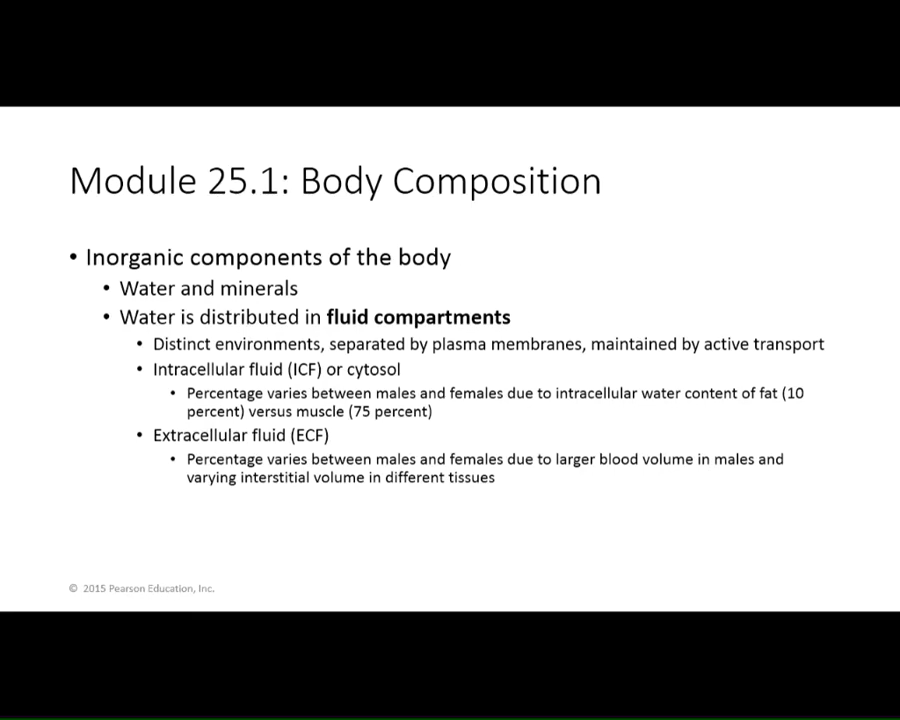 Module 25.1: Body Composition
• Inorganic components of the body
• Water and minerals
• Water is distributed in fluid compartments
• Distinct environments, separated by plasma membranes, maintained by active transport
• Intracellular fluid (ICF) or cytosol
• Percentage varies between males and females due to intracellular water content of fat (10
percent) versus muscle (75 percent)
• Extracellular fluid (ECF)
• Percentage varies between males and females due to larger blood volume in males and
varying interstitial volume in different tissues
© 2015 Pearson Education, Inc.